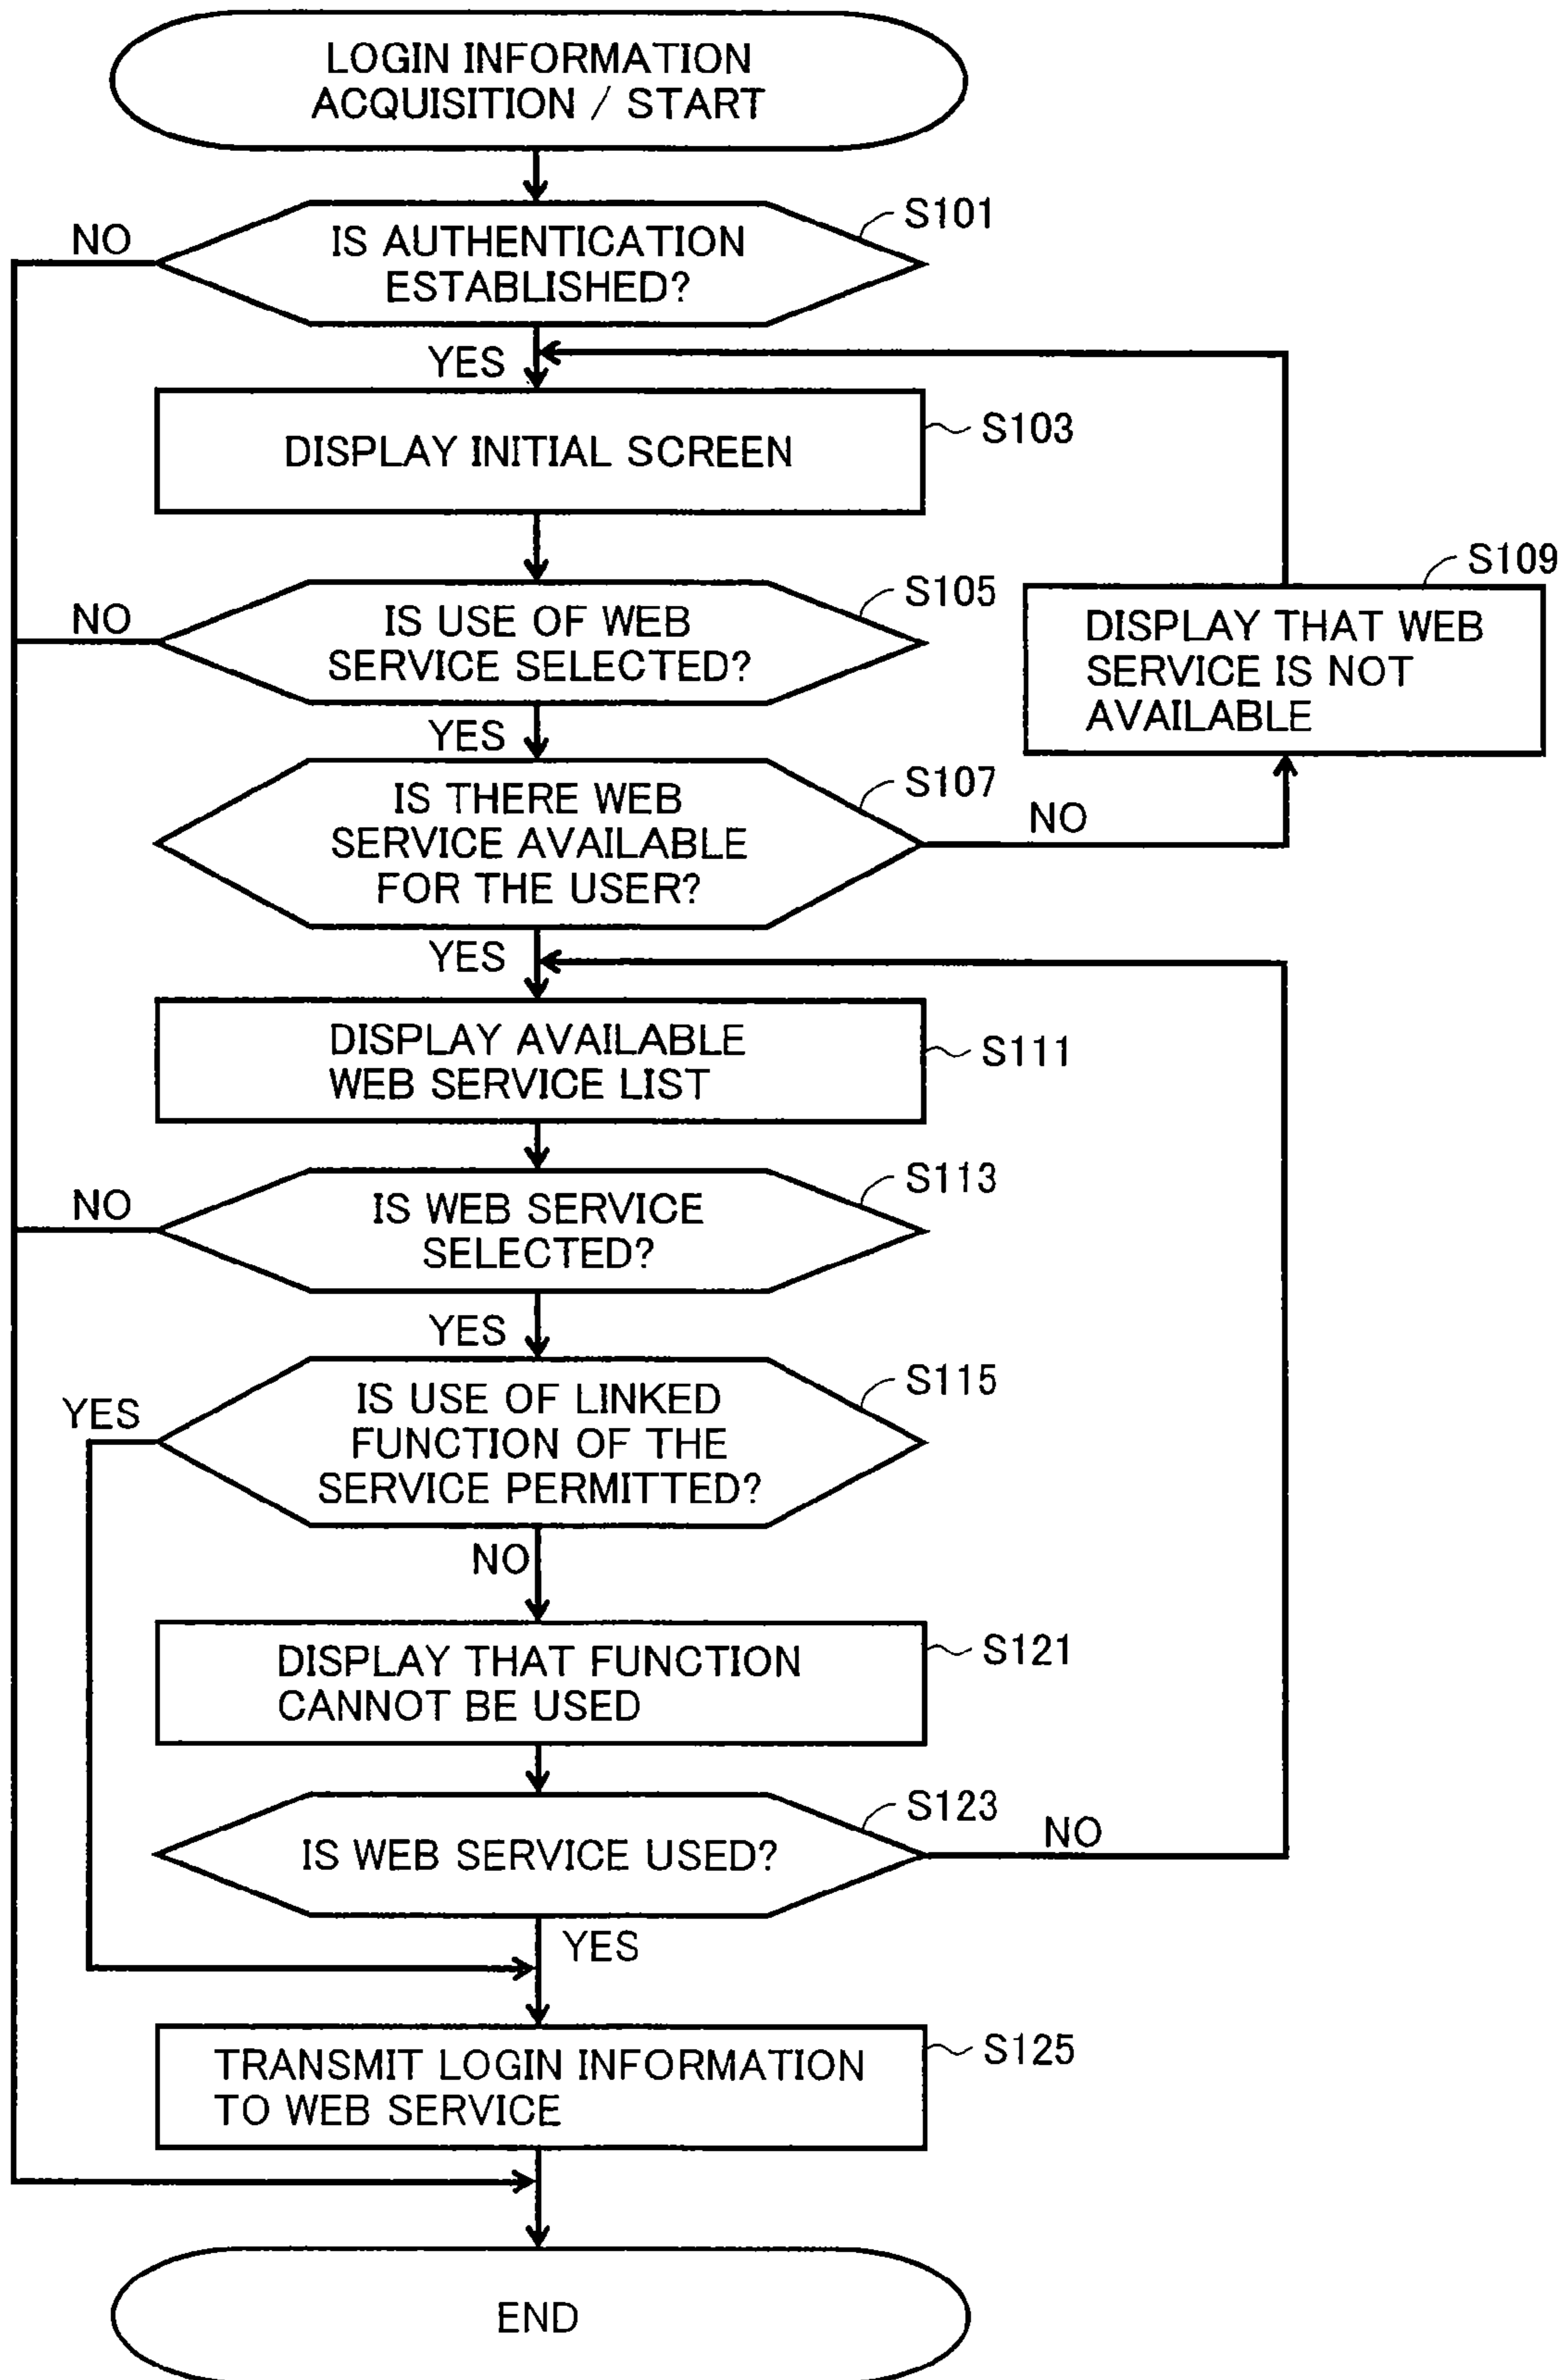 LOGIN INFORMATION
ACQUISITION / START
S101
NO
IS AUTHENTICATION
ESTABLISHED?
YES
DISPLAY INITIAL SCREEN
S103
S109
NO
IS USE OF WEB
SERVICE SELECTED?
S105
DISPLAY THAT WEB
SERVICE IS NOT
AVAILABLE
YES
IS THERE WEB
SERVICE AVAILABLE
FOR THE USER?
S107
NO
YES
DISPLAY AVAILABLE
WEB SERVICE LIST
S111
S113
NO
IS WEB SERVICE
SELECTED?
YES
S115
YES
IS USE OF LINKED
FUNCTION OF THE
SERVICE PERMITTED?
NO
DISPLAY THAT FUNCTION
CANNOT BE USED
S121
S123
IS WEB SERVICE USED?
NO
YES
TRANSMIT LOGIN INFORMATION
TO WEB SERVICE
S125
END